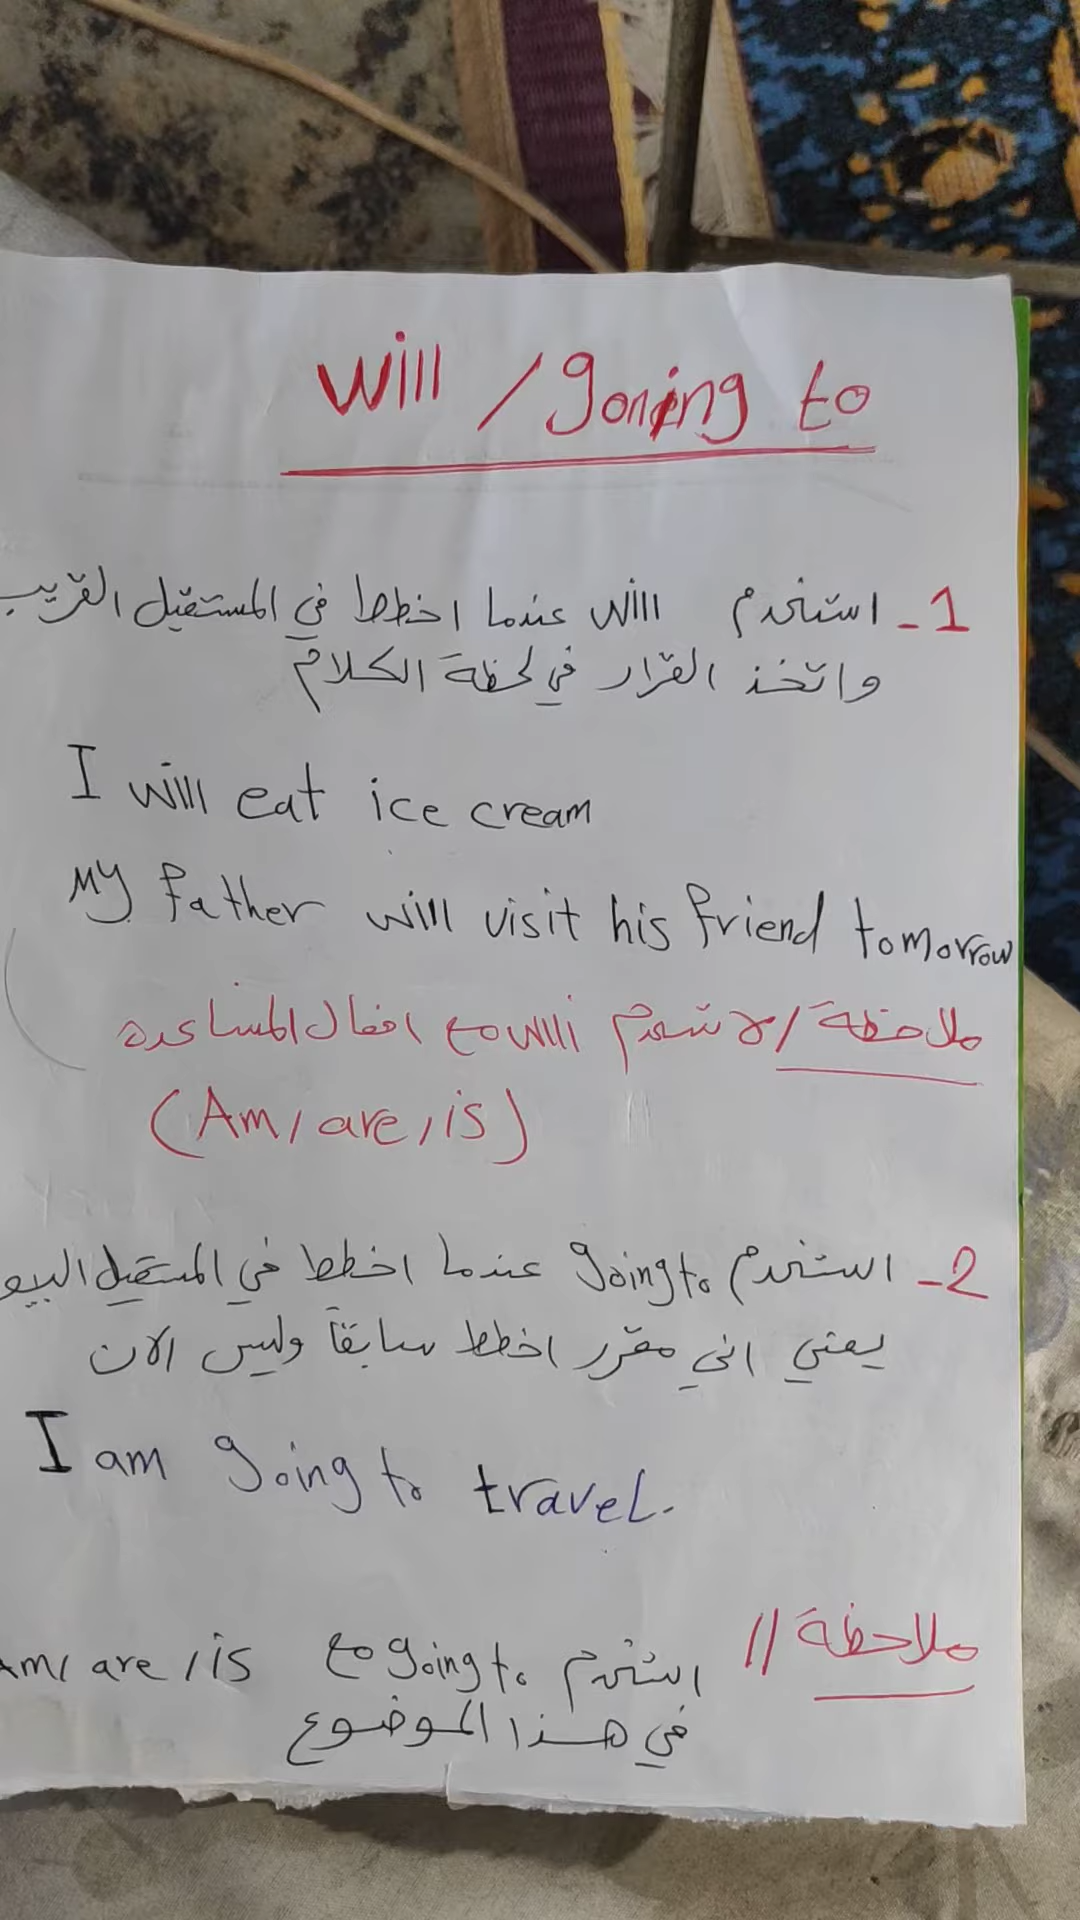 will / going to
1- استخدم will عندما اخطط في المستقبل القريب
واتخذ القرار في لحظة الكلام
I will eat ice cream
My father will visit his friend tomorrow
ملاحظة / لا نستخدم will مع افعال المساعدة
(Am / are / is)
2- استخدم going to عندما اخطط في المستقبل
يعني اني مقرر اخطط سابقاً وليس الان
I am going to travel.
ملاحظة // استخدم going to مع Am / are / is
في هذا الموضوع